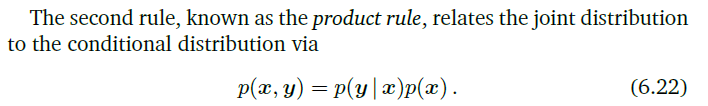 The second rule, known as the product rule, relates the joint distribution
to the conditional distribution via
p(x, y) = p(y | x)p(x) . (6.22)